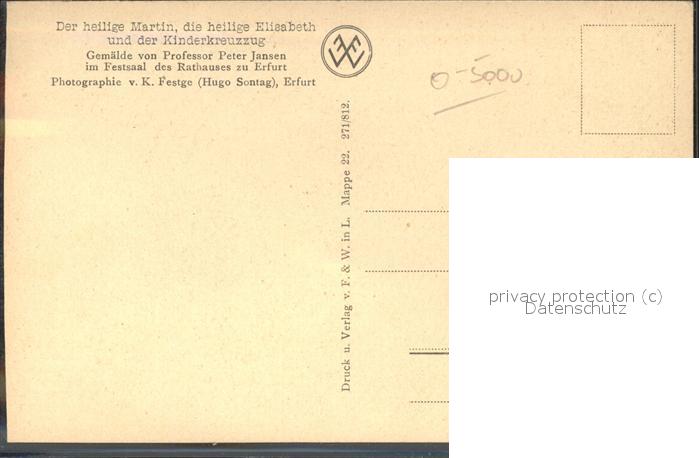 Der heilige Martin, die heilige Elisabeth
und der Kinderkreuzzug
Gemälde von Professor Peter Jansen
im Festsaal des Rathauses zu Erfurt
Photographie v. K. Festge (Hugo Sontag), Erfurt
0-5000
Druck u. Verlag v. F. & W. in L. Mappe 22. 271/812.
privacy protection (c)
Datenschutz